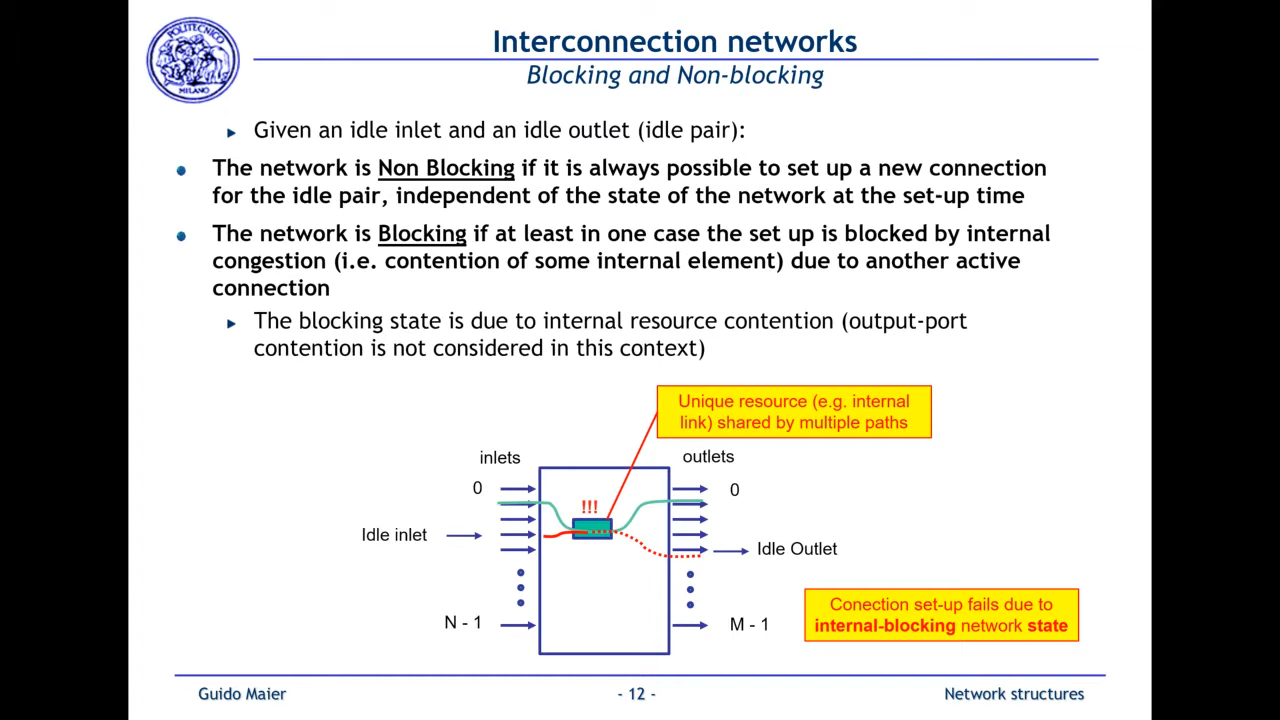 POLITECNICO
MILANO
Interconnection networks
Blocking and Non-blocking
Given an idle inlet and an idle outlet (idle pair):
The network is Non Blocking if it is always possible to set up a new connection
for the idle pair, independent of the state of the network at the set-up time
The network is Blocking if at least in one case the set up is blocked by internal
congestion (i.e. contention of some internal element) due to another active
connection
The blocking state is due to internal resource contention (output-port
contention is not considered in this context)
Unique resource (e.g. internal
link) shared by multiple paths
inlets
outlets
0
0
!!!
Idle inlet
Idle Outlet
N - 1
M - 1
Conection set-up fails due to
internal-blocking network state
Guido Maier
- 12 -
Network structures